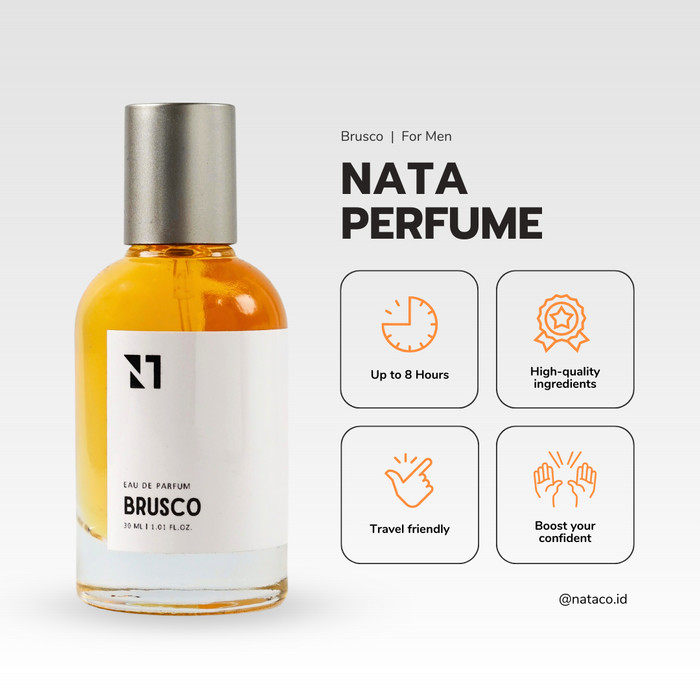 Brusco | For Men
NATA
PERFUME
Up to 8 Hours
High-quality
ingredients
Travel friendly
Boost your
confident
@nataco.id
N1
EAU DE PARFUM
BRUSCO
30 ML | 1.01 FL.OZ.